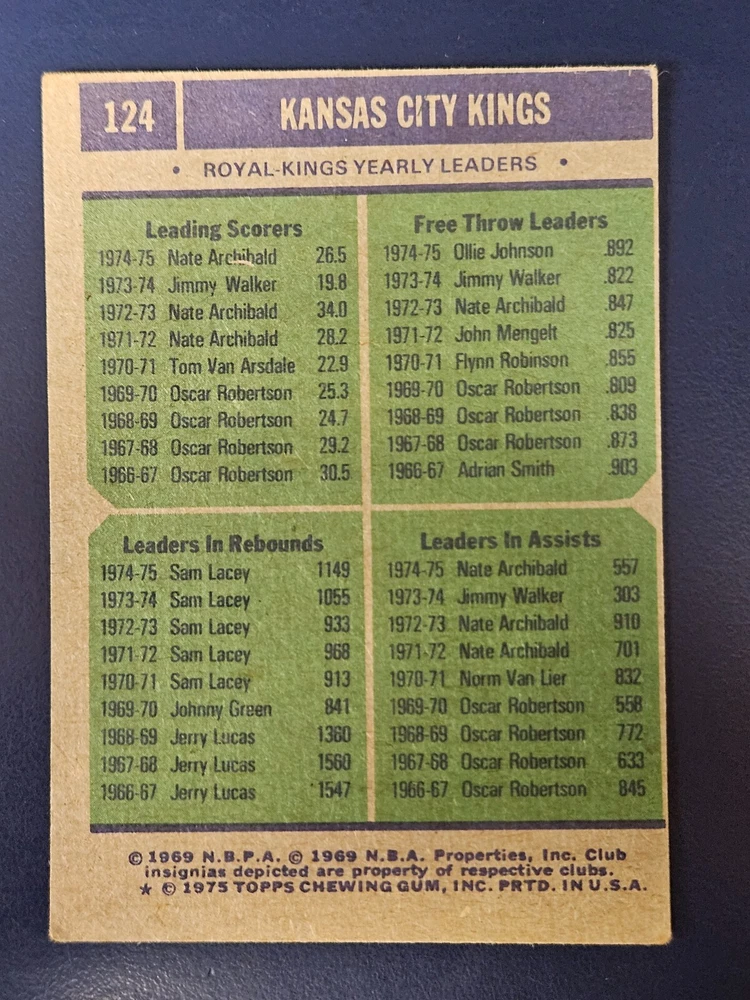 124 KANSAS CITY KINGS
• ROYAL-KINGS YEARLY LEADERS •
Leading Scorers
1974-75 Nate Archibald 26.5
1973-74 Jimmy Walker 19.8
1972-73 Nate Archibald 34.0
1971-72 Nate Archibald 28.2
1970-71 Tom Van Arsdale 22.9
1969-70 Oscar Robertson 25.3
1968-69 Oscar Robertson 24.7
1967-68 Oscar Robertson 29.2
1966-67 Oscar Robertson 30.5
Free Throw Leaders
1974-75 Ollie Johnson .892
1973-74 Jimmy Walker .822
1972-73 Nate Archibald .847
1971-72 John Mengelt .825
1970-71 Flynn Robinson .855
1969-70 Oscar Robertson .809
1968-69 Oscar Robertson .838
1967-68 Oscar Robertson .873
1966-67 Adrian Smith .903
Leaders In Rebounds
1974-75 Sam Lacey 1149
1973-74 Sam Lacey 1055
1972-73 Sam Lacey 933
1971-72 Sam Lacey 968
1970-71 Sam Lacey 913
1969-70 Johnny Green 841
1968-69 Jerry Lucas 1360
1967-68 Jerry Lucas 1560
1966-67 Jerry Lucas 1547
Leaders In Assists
1974-75 Nate Archibald 557
1973-74 Jimmy Walker 303
1972-73 Nate Archibald 910
1971-72 Nate Archibald 701
1970-71 Norm Van Lier 832
1969-70 Oscar Robertson 558
1968-69 Oscar Robertson 772
1967-68 Oscar Robertson 633
1966-67 Oscar Robertson 845
© 1969 N.B.P.A. © 1969 N.B.A. Properties, Inc. Club
insignias depicted are property of respective clubs.
★ © 1975 TOPPS CHEWING GUM, INC. PRTD. IN U.S.A.